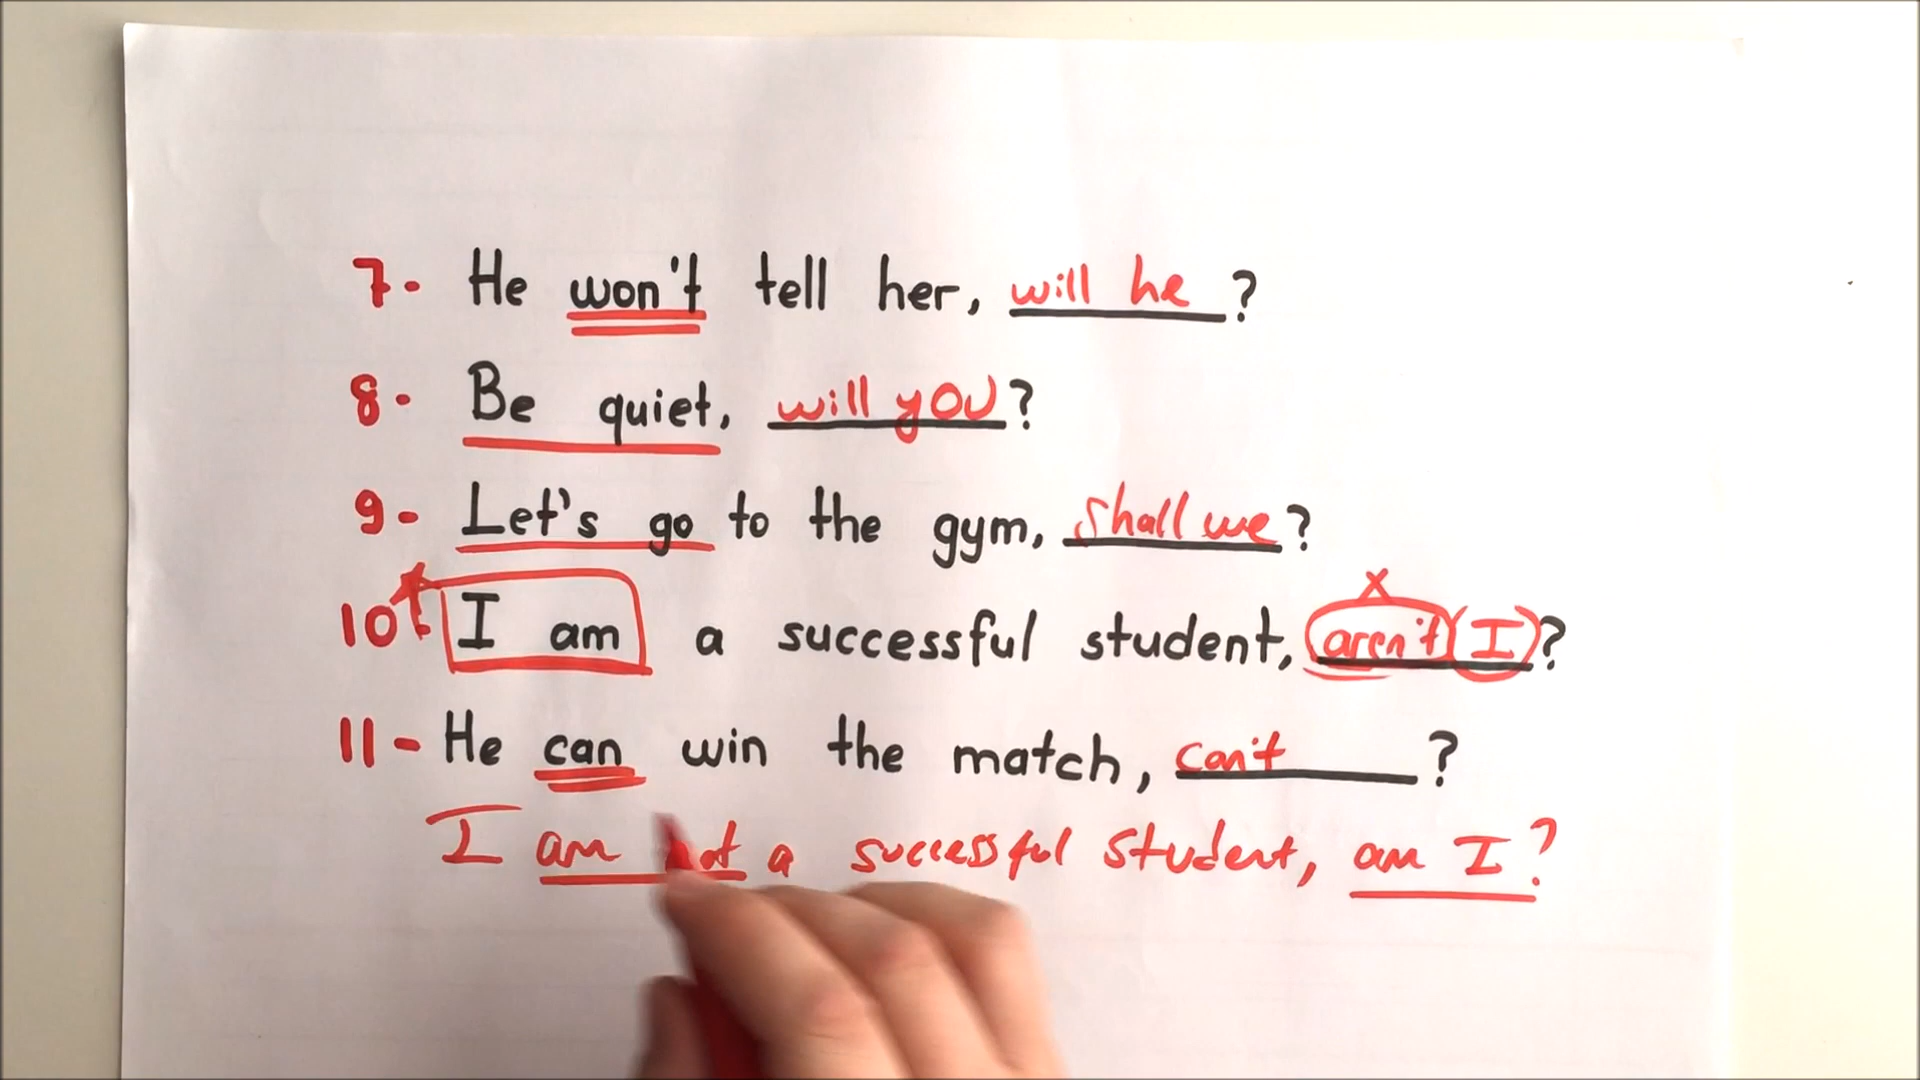 7- He won't tell her, will he?
8- Be quiet, will you?
9- Let's go to the gym, shall we?
10- I am a successful student, aren't I?
x
11- He can win the match, can't ?
I am not a successful student, am I?